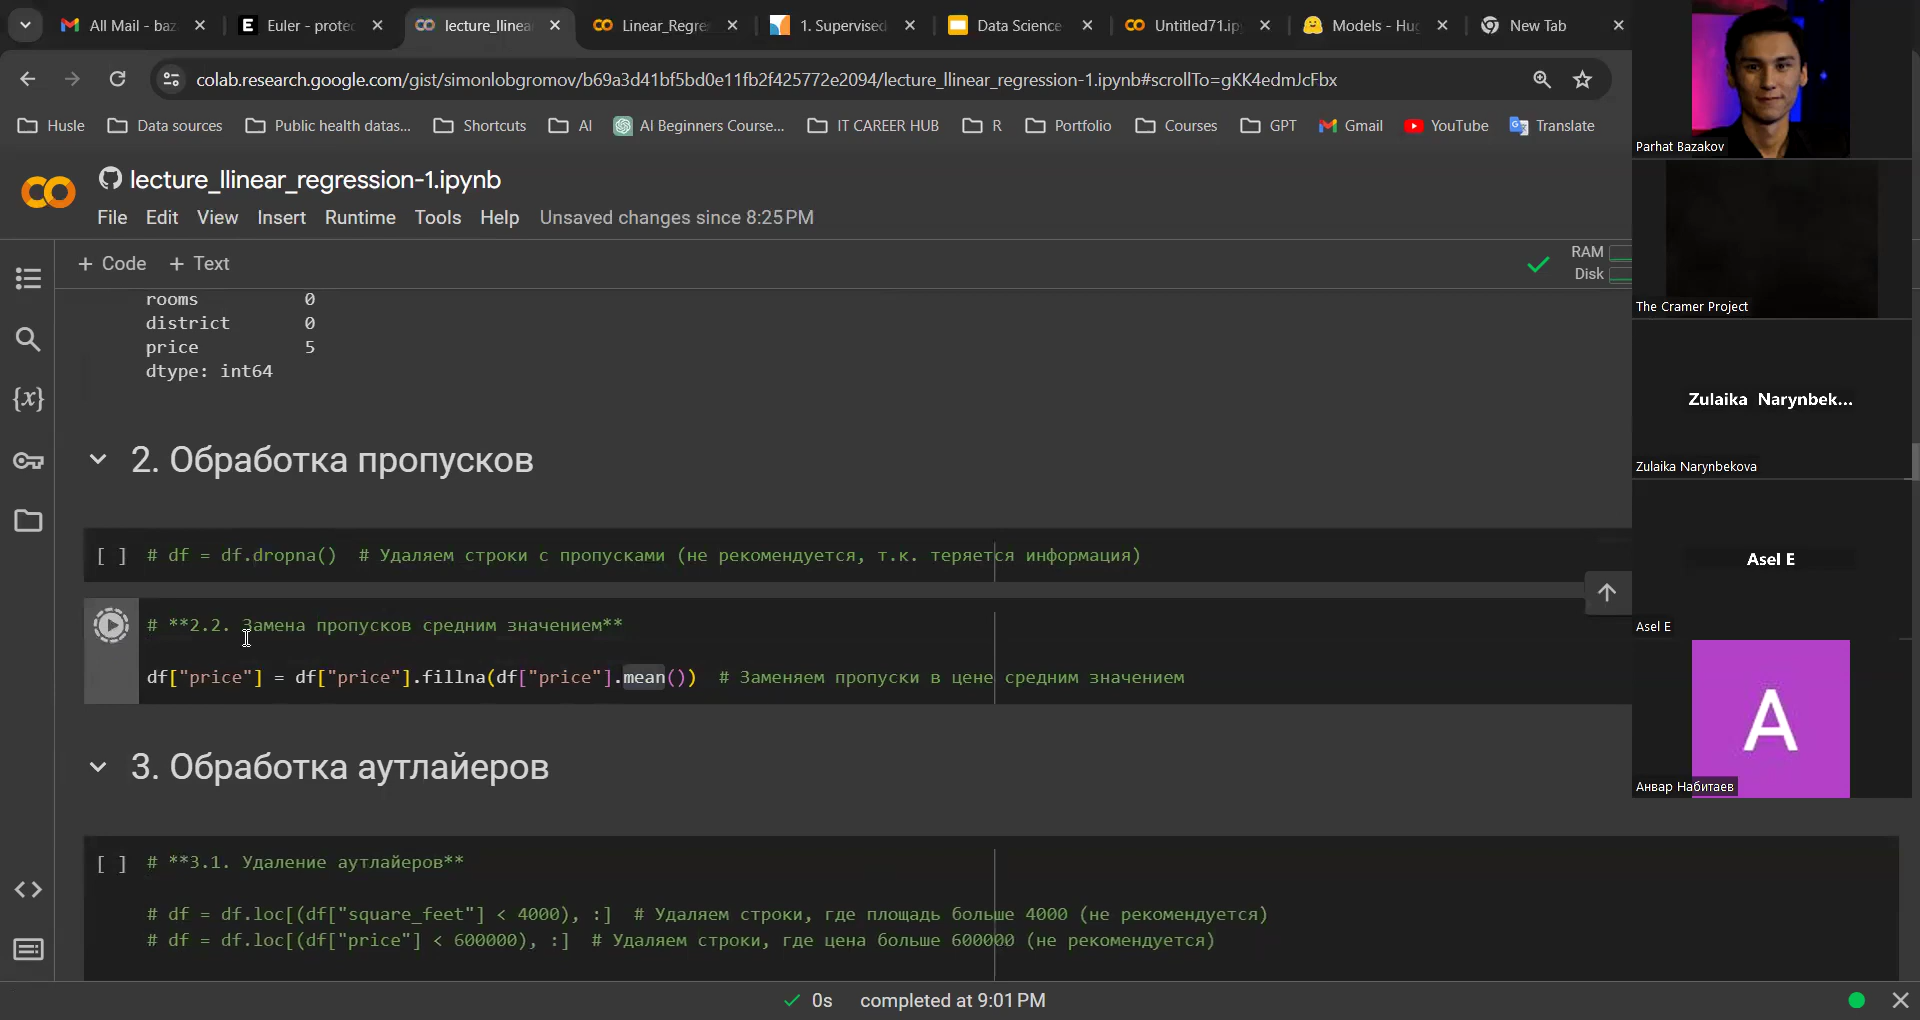 All Mail - baz
Euler - protec
lecture_llinea
Linear_Regre
1. Supervised
Data Science
Untitled71.ip
Models - Hug
New Tab
colab.research.google.com/gist/simonlobgromov/b69a3d41bf5bd0e11fb2f425772e2094/lecture_llinear_regression-1.ipynb#scrollTo=gKK4edmJcFbx
Husle
Data sources
Public health datas...
Shortcuts
AI
AI Beginners Course...
IT CAREER HUB
R
Portfolio
Courses
GPT
Gmail
YouTube
Translate
Parhat Bazakov
lecture_llinear_regression-1.ipynb
File Edit View Insert Runtime Tools Help Unsaved changes since 8:25 PM
+ Code + Text
RAM
Disk
The Cramer Project
rooms 0
district 0
price 5
dtype: int64
{x}
Zulaika Narynbek...
Zulaika Narynbekova
2. Обработка пропусков
[ ] # df = df.dropna() # Удаляем строки с пропусками (не рекомендуется, т.к. теряется информация)
Asel E
Asel E
# **2.2. Замена пропусков средним значением**
df["price"] = df["price"].fillna(df["price"].mean()) # Заменяем пропуски в цене средним значением
A
Анвар Набитаев
3. Обработка аутлайеров
[ ] # **3.1. Удаление аутлайеров**
# df = df.loc[(df["square_feet"] < 4000), :] # Удаляем строки, где площадь больше 4000 (не рекомендуется)
# df = df.loc[(df["price"] < 600000), :] # Удаляем строки, где цена больше 600000 (не рекомендуется)
0s completed at 9:01 PM